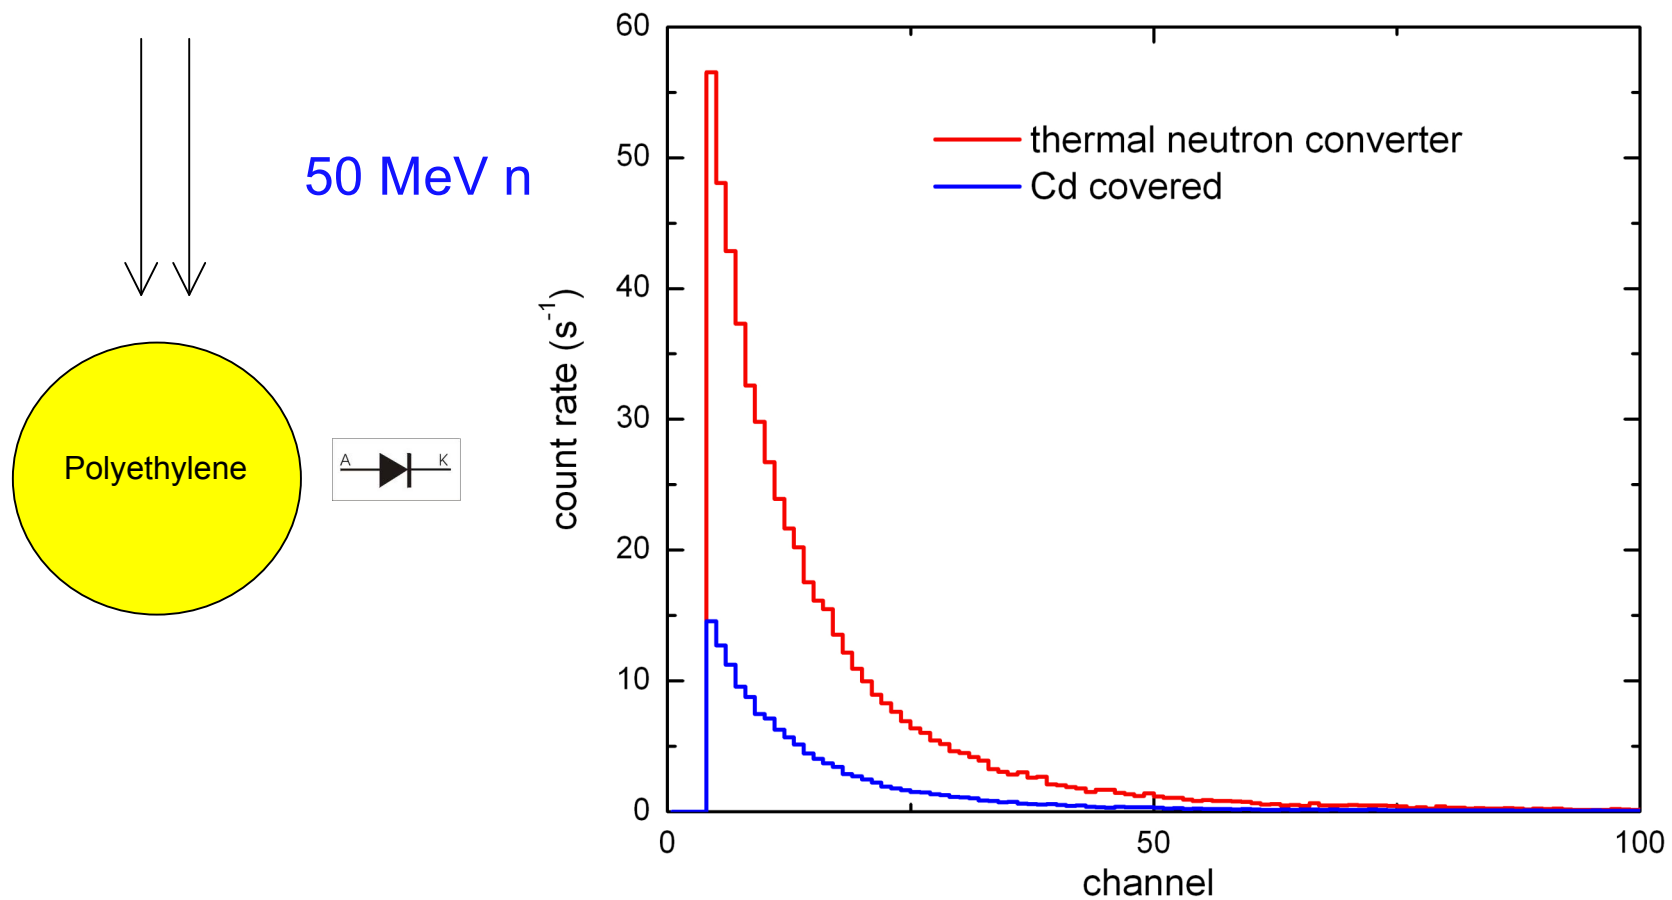 50 MeV n
Polyethylene
A K
60
50
40
30
20
10
0
count rate (s⁻¹)
thermal neutron converter
Cd covered
0 50 100
channel